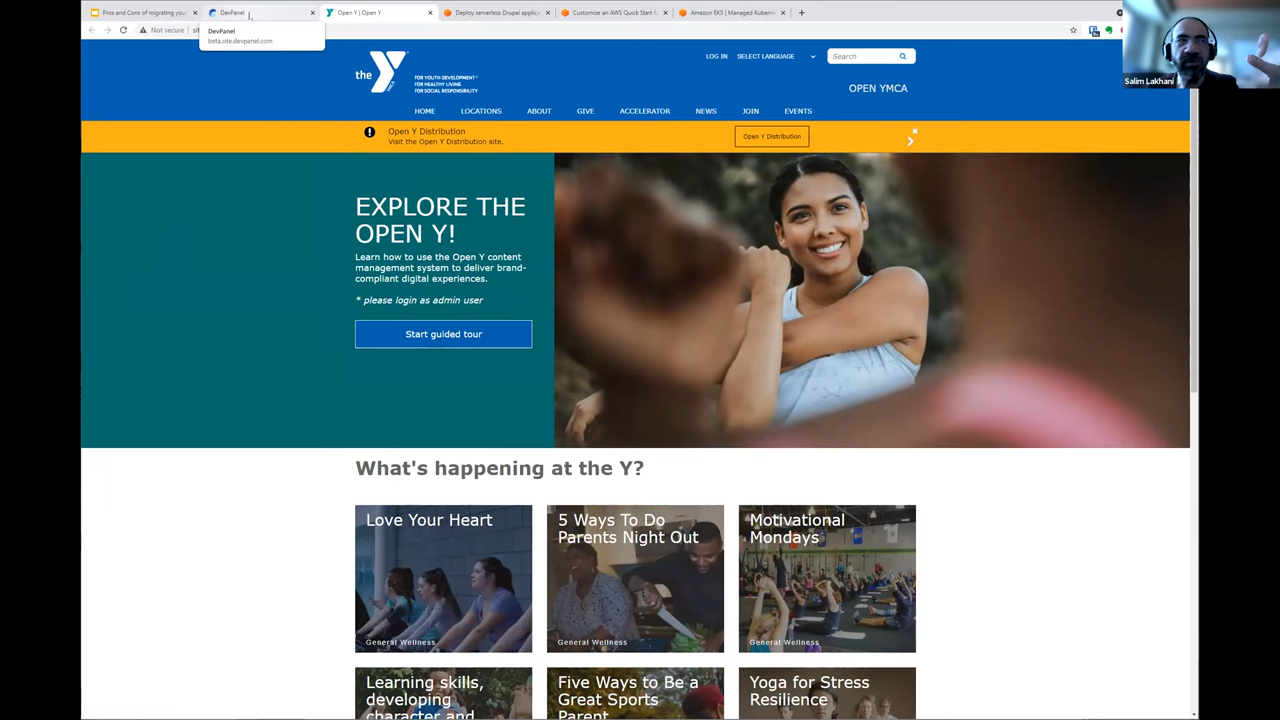 Pros and Cons of migrating your
DevPanel
Open Y | Open Y
Deploy serverless Drupal applica
Customize an AWS Quick Start f
Amazon EKS | Managed Kuberne
Not secure
DevPanel
beta.site.devpanel.com
Salim Lakhani
the Y
FOR YOUTH DEVELOPMENT®
FOR HEALTHY LIVING
FOR SOCIAL RESPONSIBILITY
LOG IN
SELECT LANGUAGE
Search
OPEN YMCA
HOME
LOCATIONS
ABOUT
GIVE
ACCELERATOR
NEWS
JOIN
EVENTS
Open Y Distribution
Visit the Open Y Distribution site.
Open Y Distribution
EXPLORE THE
OPEN Y!
Learn how to use the Open Y content
management system to deliver brand-
compliant digital experiences.
* please login as admin user
Start guided tour
What's happening at the Y?
Love Your Heart
General Wellness
5 Ways To Do
Parents Night Out
General Wellness
Motivational
Mondays
General Wellness
Learning skills,
developing
character and
Five Ways to Be a
Great Sports
Parent
Yoga for Stress
Resilience